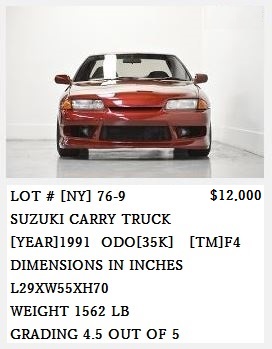 LOT # [NY] 76-9 $12,000
SUZUKI CARRY TRUCK
[YEAR]1991 ODO[35K] [TM]F4
DIMENSIONS IN INCHES
L29XW55XH70
WEIGHT 1562 LB
GRADING 4.5 OUT OF 5